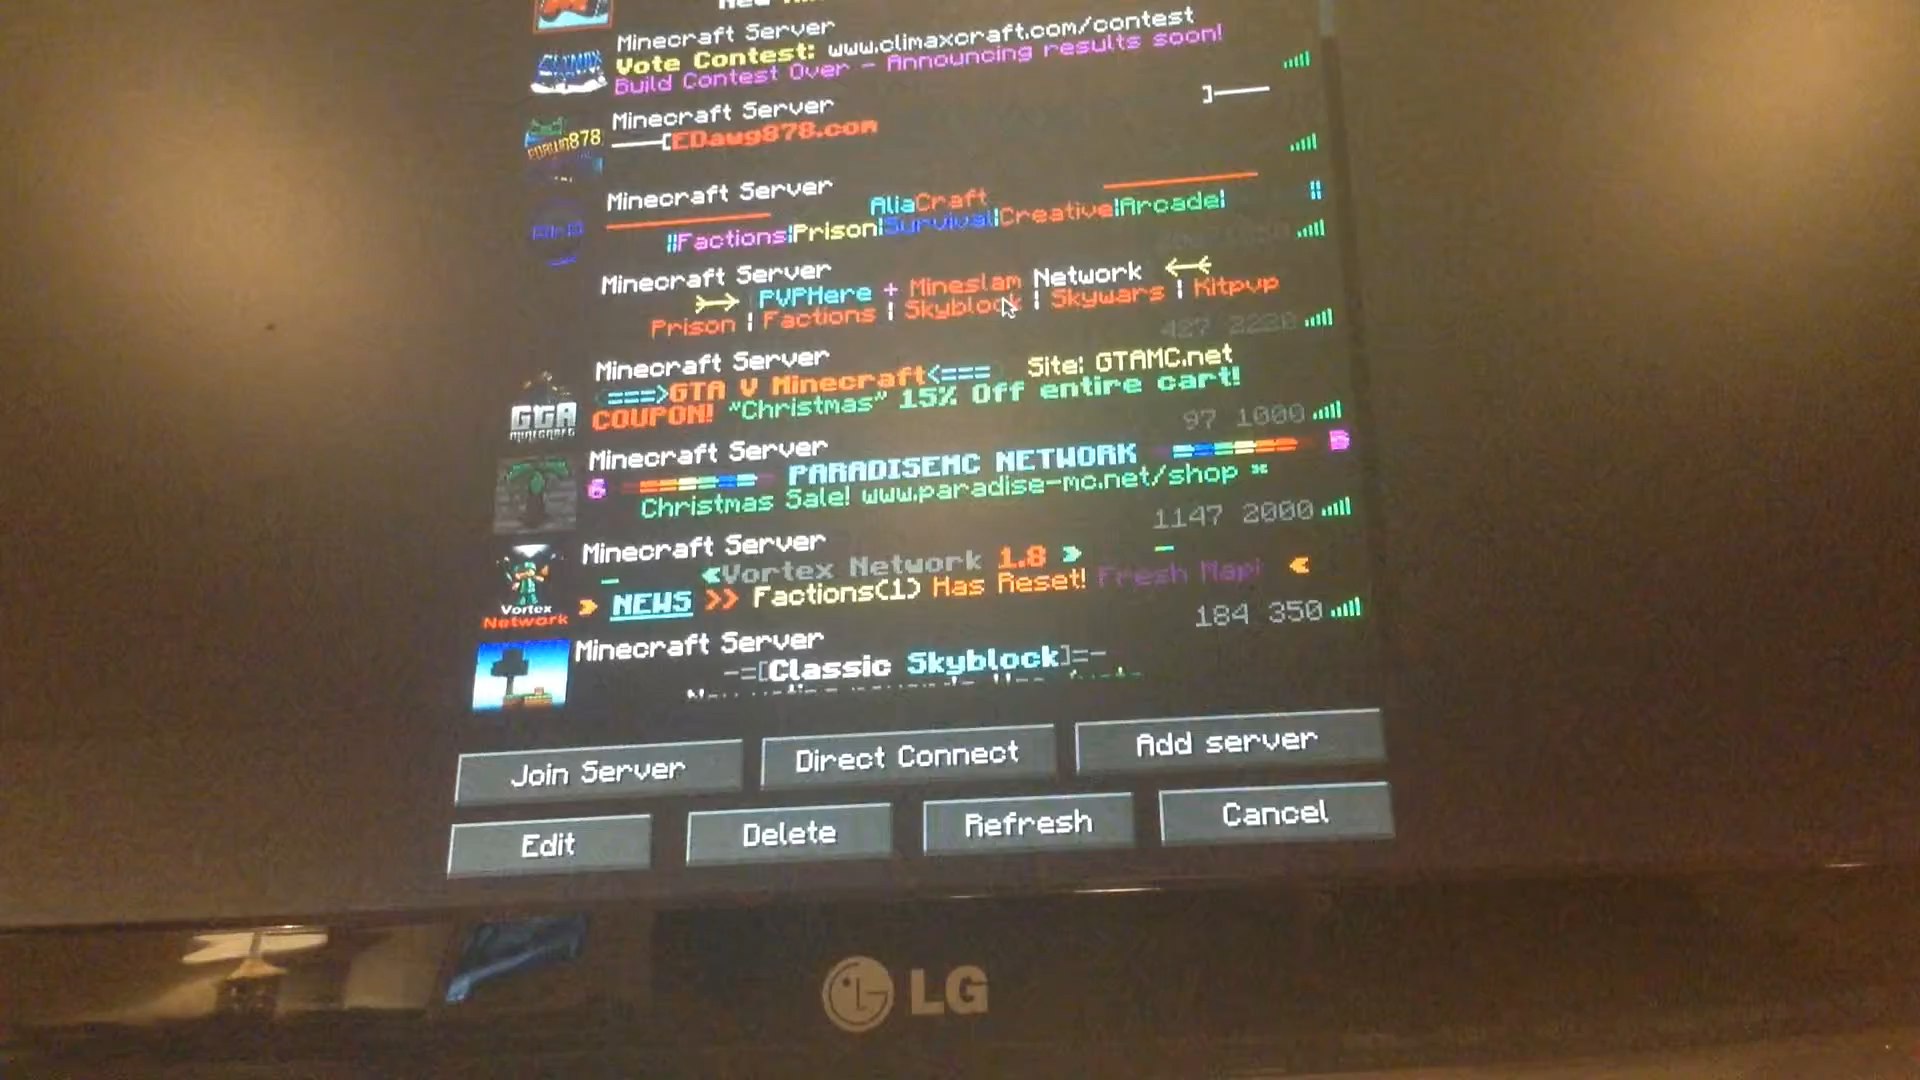 Minecraft Server
Vote Contest: www.climaxcraft.com/contest
Build Contest Over - Announcing results soon!
Minecraft Server
[EDawg878.com
]
Minecraft Server
AliaCraft
||Factions|Prison|Survival|Creative|Arcade| ||
Minecraft Server
PVPHere + Mineslam Network
Prison | Factions | Skyblock | Skywars | Kitpvp
427 2220
Minecraft Server
===>GTA V Minecraft<=== Site: GTAMC.net
COUPON! "Christmas" 15% Off entire cart!
97 1000
GTA
MINECRAFT
Minecraft Server
PARADISEMC NETWORK
Christmas Sale! www.paradise-mc.net/shop
1147 2000
Minecraft Server
Vortex Network 1.8
NEWS >> Factions(1) Has Reset! Fresh Map!
184 350
Vortex
Network
Minecraft Server
-=[Classic Skyblock]=-
Join Server
Direct Connect
Add server
Edit
Delete
Refresh
Cancel
LG